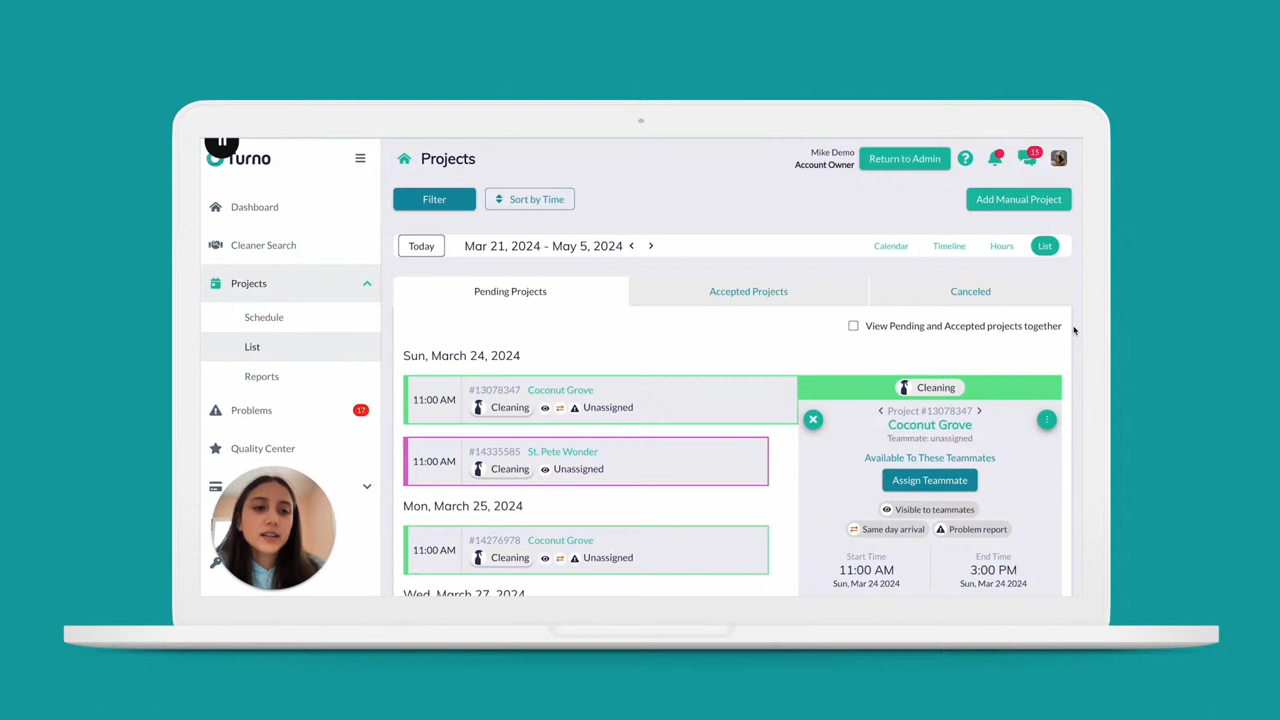 Turno
Projects
Mike Demo
Account Owner
Return to Admin
15
Dashboard
Cleaner Search
Projects
Schedule
List
Reports
Problems
17
Quality Center
Filter
Sort by Time
Add Manual Project
Today
Mar 21, 2024 - May 5, 2024
Calendar
Timeline
Hours
List
Pending Projects
Accepted Projects
Canceled
View Pending and Accepted projects together
Sun, March 24, 2024
11:00 AM
#13078347 Coconut Grove
Cleaning
Unassigned
11:00 AM
#14335585 St. Pete Wonder
Cleaning
Unassigned
Mon, March 25, 2024
11:00 AM
#14276978 Coconut Grove
Cleaning
Unassigned
Wed, March 27, 2024
Cleaning
Project #13078347
Coconut Grove
Teammate: unassigned
Available To These Teammates
Assign Teammate
Visible to teammates
Same day arrival
Problem report
Start Time
11:00 AM
Sun, Mar 24 2024
End Time
3:00 PM
Sun, Mar 24 2024